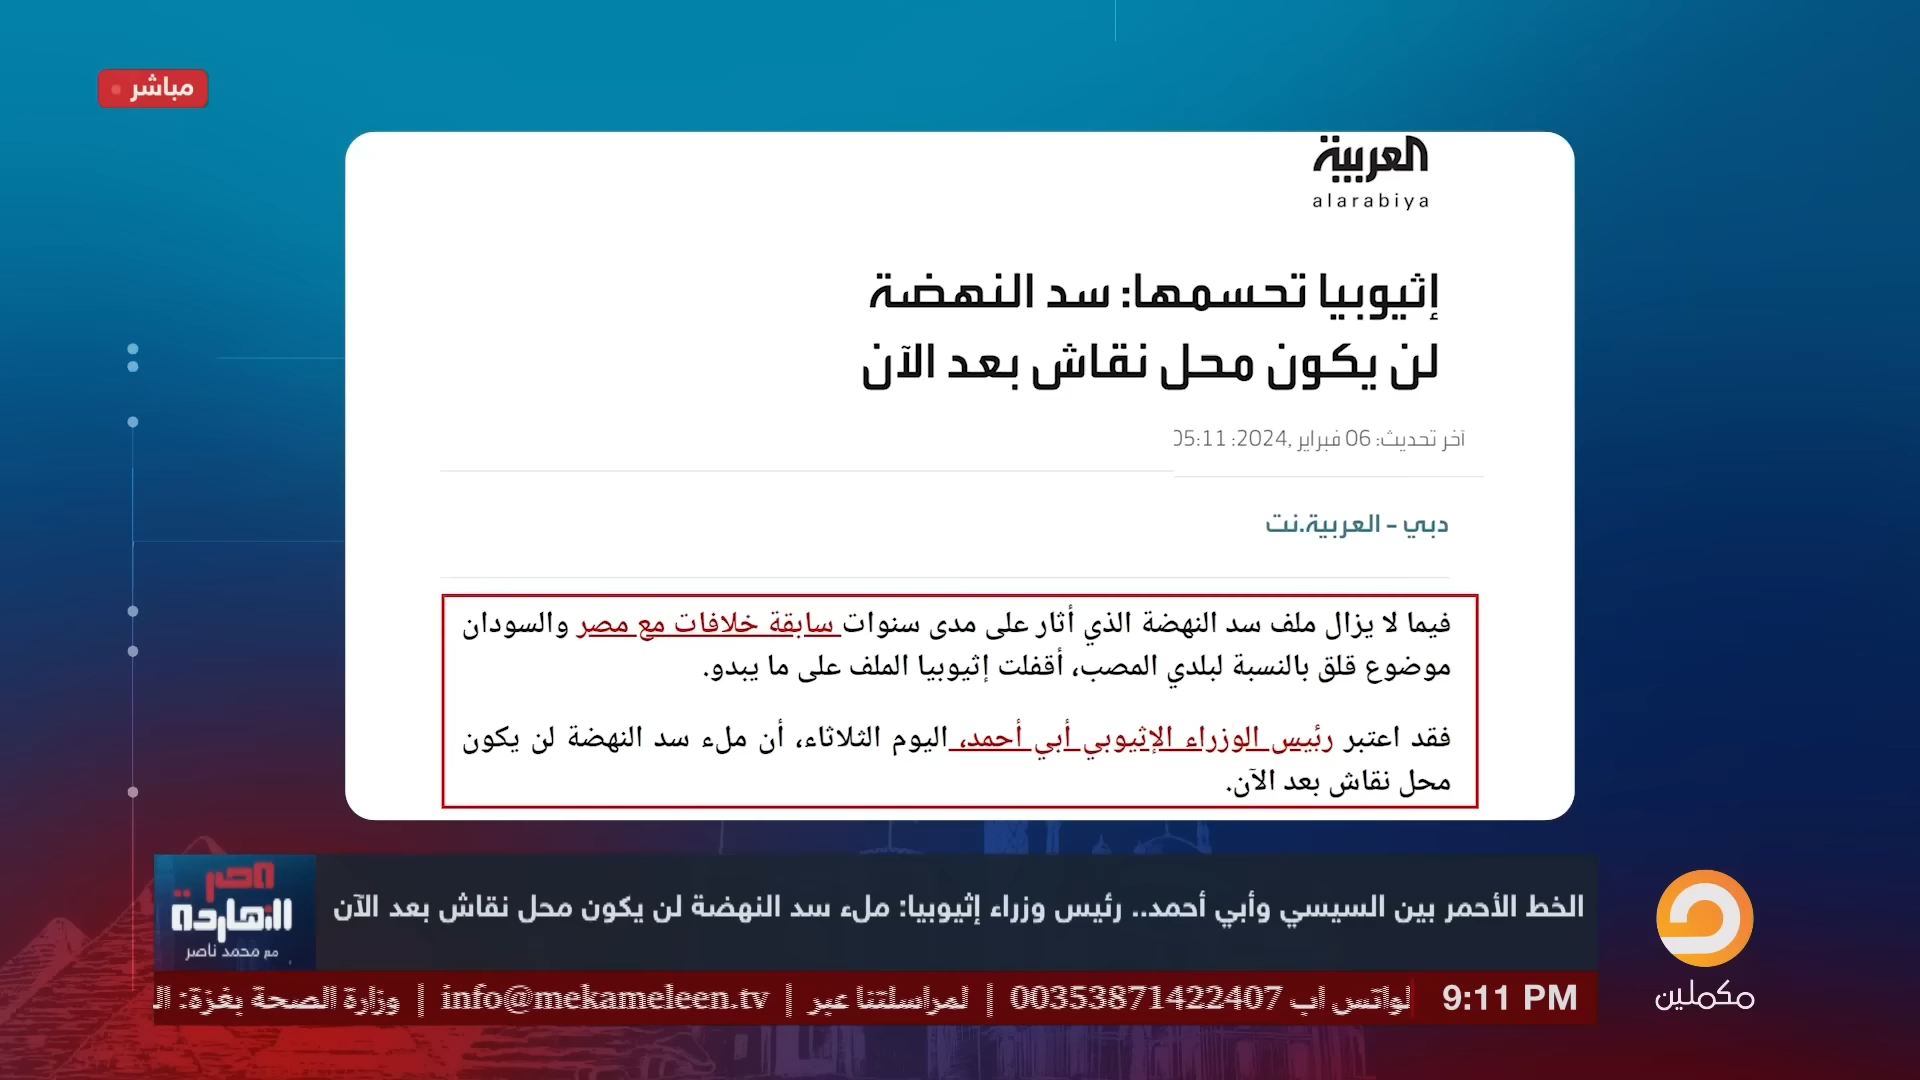 مباشر
العربية
alarabiya
إثيوبيا تحسمها: سد النهضة
لن يكون محل نقاش بعد الآن
آخر تحديث: 06 فبراير ,2024: 05:11
دبي - العربية.نت
فيما لا يزال ملف سد النهضة الذي أثار على مدى سنوات سابقة خلافات مع مصر والسودان
موضوع قلق بالنسبة لبلدي المصب، أقفلت إثيوبيا الملف على ما يبدو.
فقد اعتبر رئيس الوزراء الإثيوبي أبي أحمد، اليوم الثلاثاء، أن ملء سد النهضة لن يكون
محل نقاش بعد الآن.
الخط الأحمر بين السيسي وأبي أحمد.. رئيس وزراء إثيوبيا: ملء سد النهضة لن يكون محل نقاش بعد الآن
مصر
النهاردة
مع محمد ناصر
9:11 PM
لواتس اب 00353871422407 | لمراسلتنا عبر | info@mekameleen.tv | وزارة الصحة بغزة:
مكملين